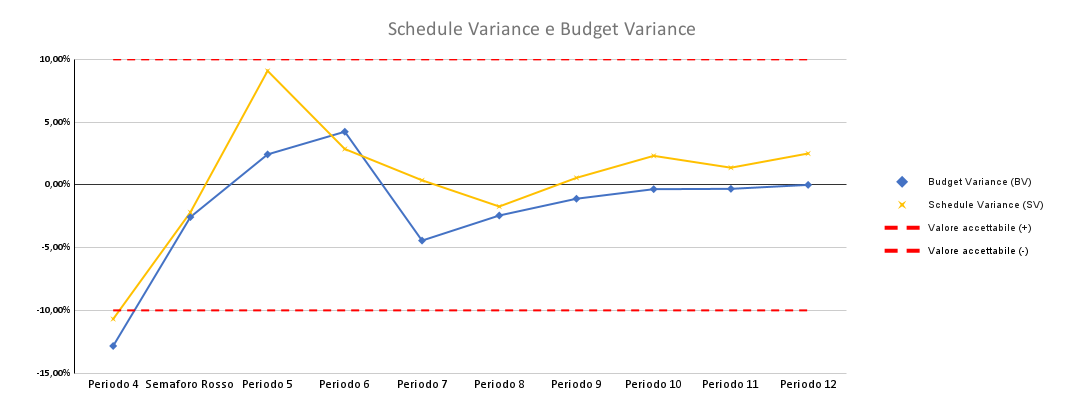 Schedule Variance e Budget Variance
10,00%
5,00%
0,00%
-5,00%
-10,00%
-15,00%
Periodo 4 Semaforo Rosso Periodo 5 Periodo 6 Periodo 7 Periodo 8 Periodo 9 Periodo 10 Periodo 11 Periodo 12
Budget Variance (BV)
Schedule Variance (SV)
Valore accettabile (+)
Valore accettabile (-)